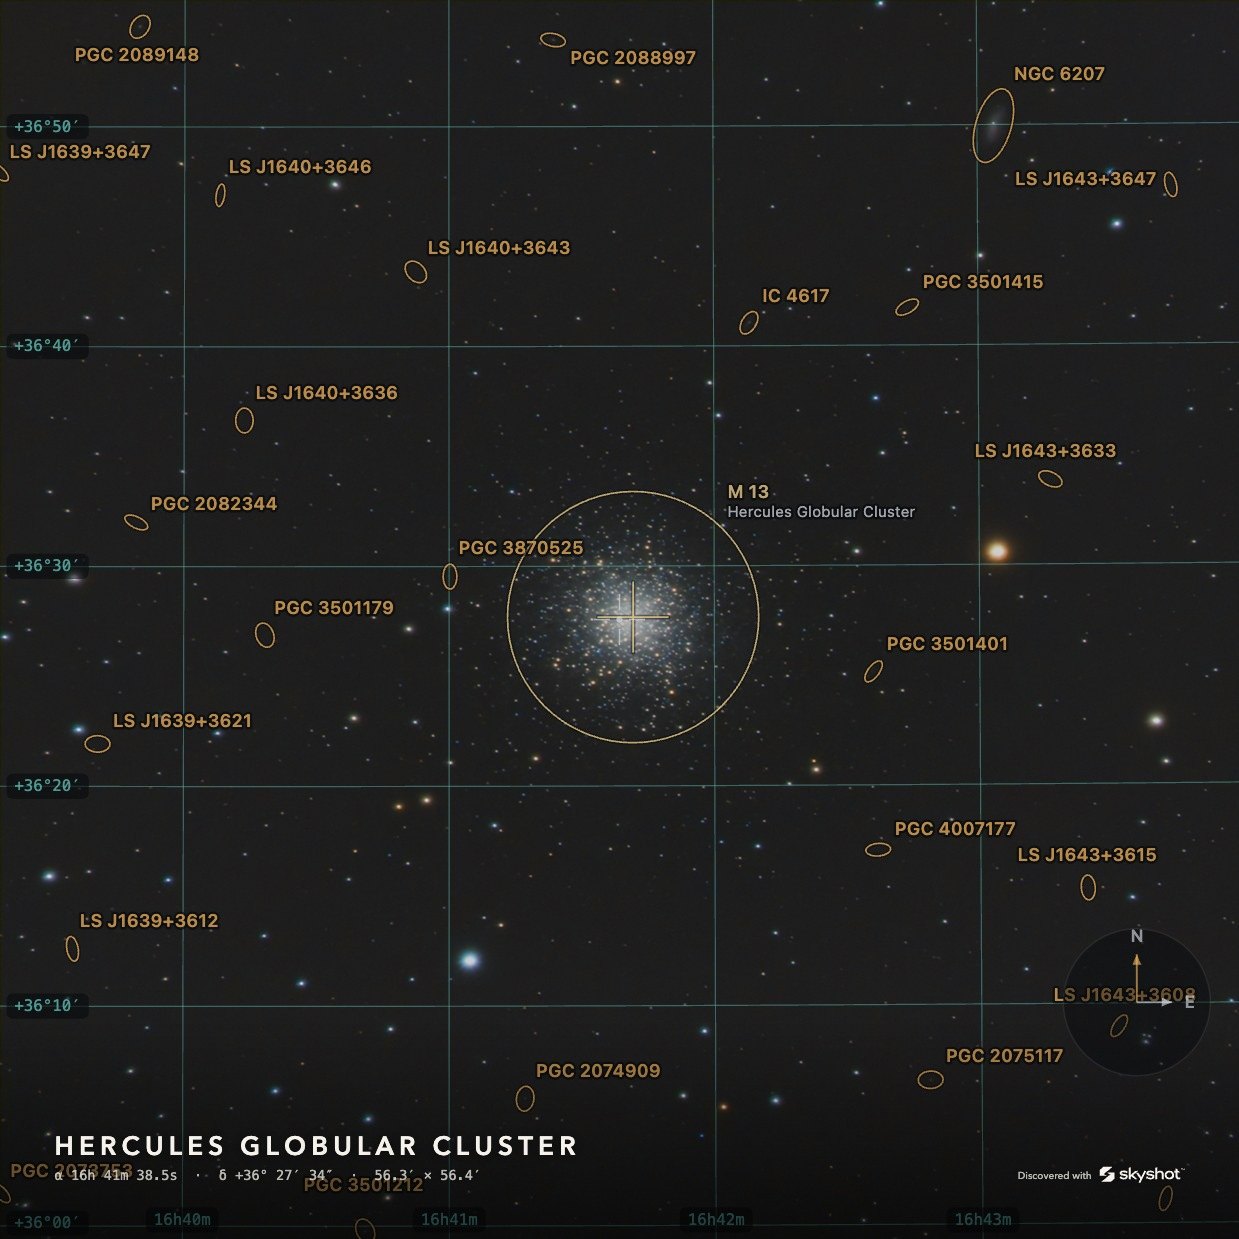 PGC 2089148
PGC 2088997
NGC 6207
+36°50′
LS J1639+3647
LS J1640+3646
LS J1643+3647
LS J1640+3643
PGC 3501415
IC 4617
+36°40′
LS J1640+3636
LS J1643+3633
M 13
Hercules Globular Cluster
PGC 2082344
PGC 3870525
+36°30′
PGC 3501179
PGC 3501401
LS J1639+3621
+36°20′
PGC 4007177
LS J1643+3615
LS J1639+3612
N
LS J1643+3608
E
+36°10′
PGC 2075117
PGC 2074909
HERCULES GLOBULAR CLUSTER
PGC 2073753
α 16h 41m 38.5s · δ +36° 27′ 34″ · 56.3′ × 56.4′
PGC 3501212
Discovered with skyshot™
+36°00′
16h40m
16h41m
16h42m
16h43m